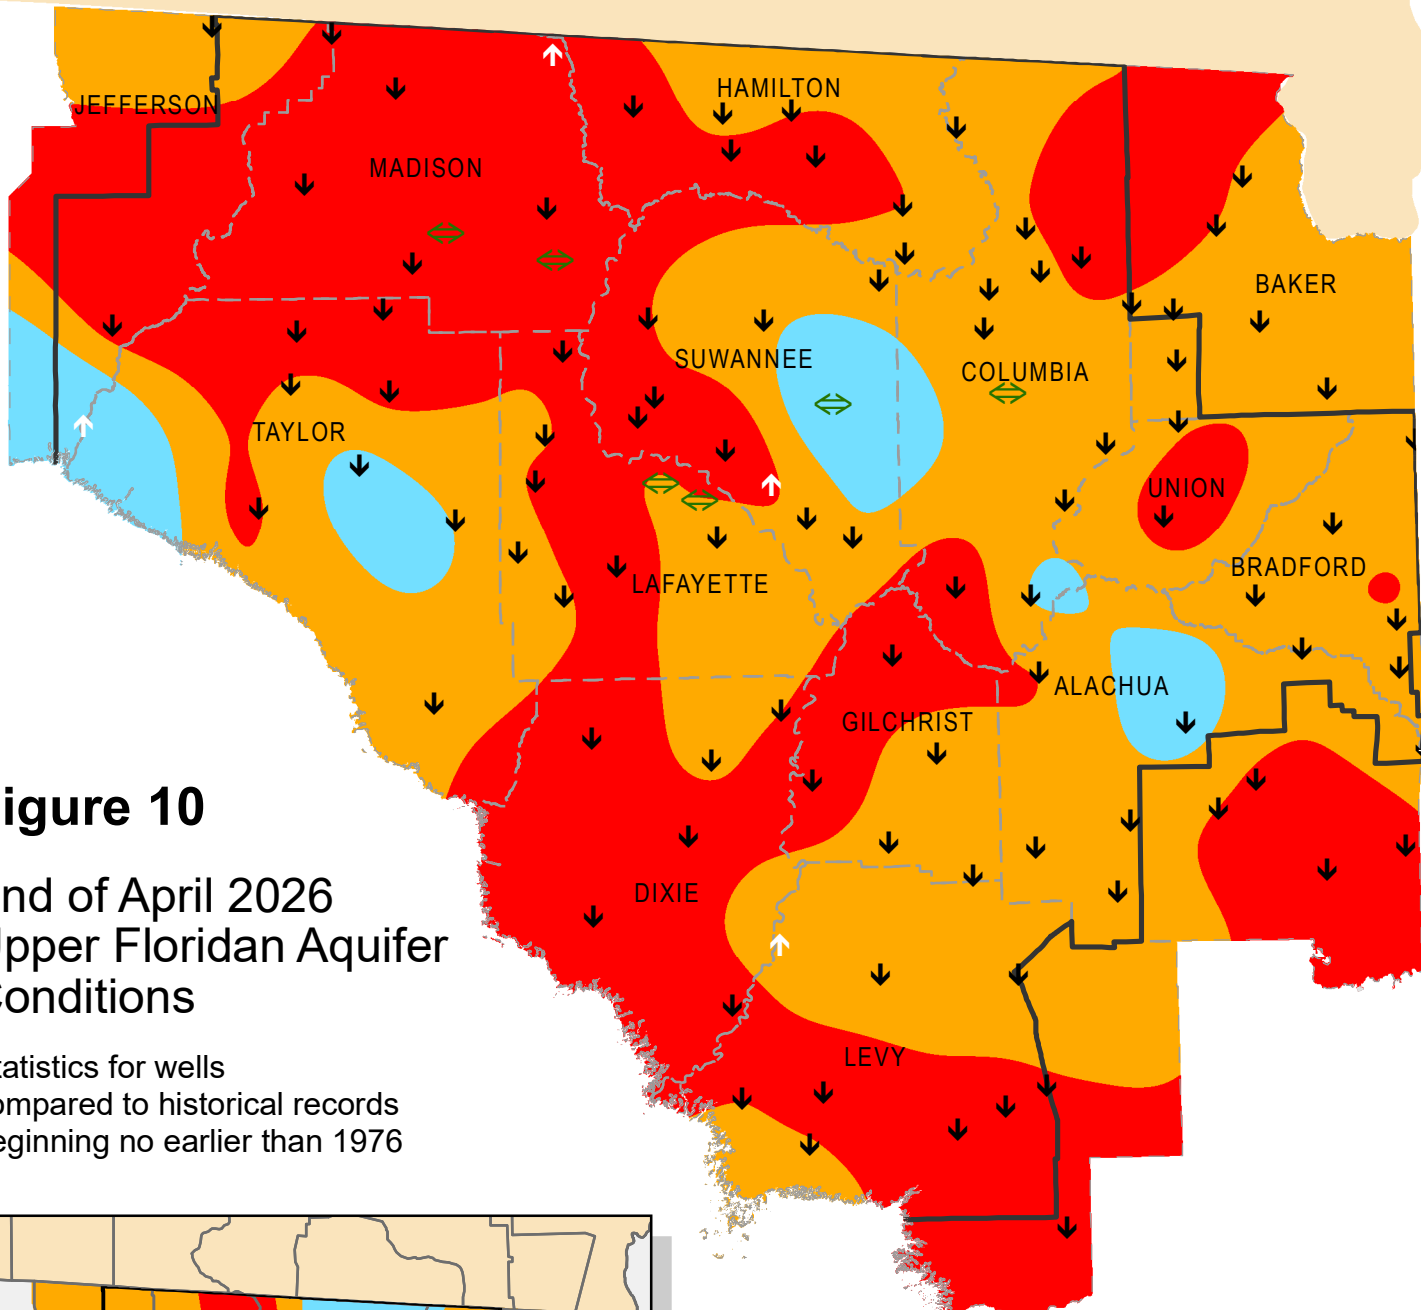 JEFFERSON
HAMILTON
MADISON
BAKER
SUWANNEE
COLUMBIA
TAYLOR
UNION
BRADFORD
LAFAYETTE
ALACHUA
GILCHRIST
igure 10
nd of April 2026
pper Floridan Aquifer
onditions
DIXIE
LEVY
tatistics for wells
ompared to historical records
eginning no earlier than 1976